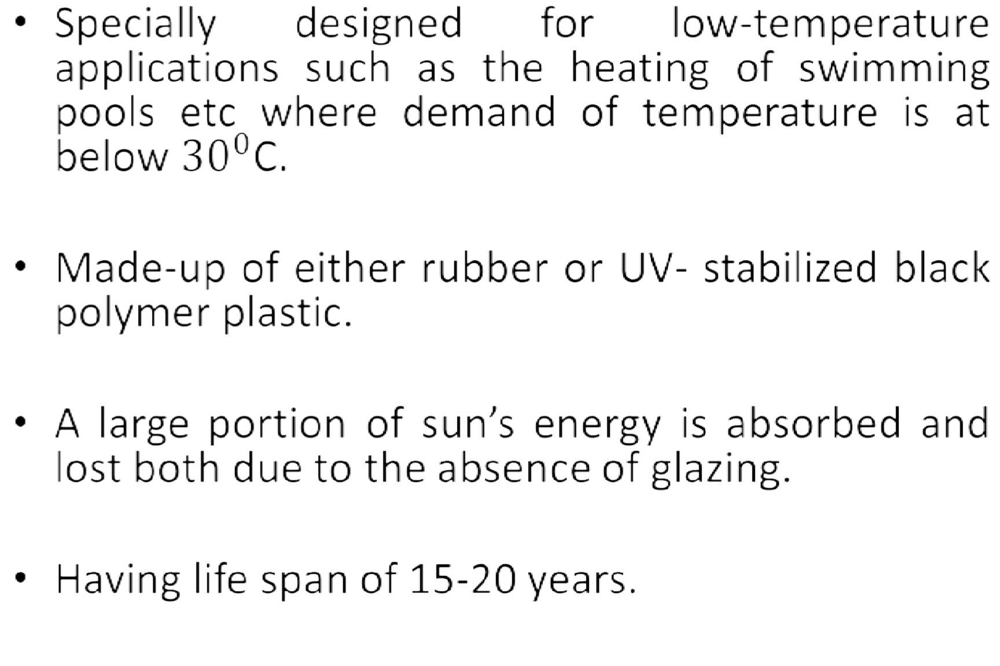 • Specially designed for low-temperature
applications such as the heating of swimming
pools etc where demand of temperature is at
below 30⁰C.
• Made-up of either rubber or UV- stabilized black
polymer plastic.
• A large portion of sun’s energy is absorbed and
lost both due to the absence of glazing.
• Having life span of 15-20 years.